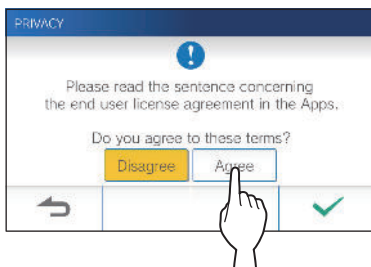 PRIVACY
Please read the sentence concerning
the end user license agreement in the Apps.
Do you agree to these terms?
Disagree Agree